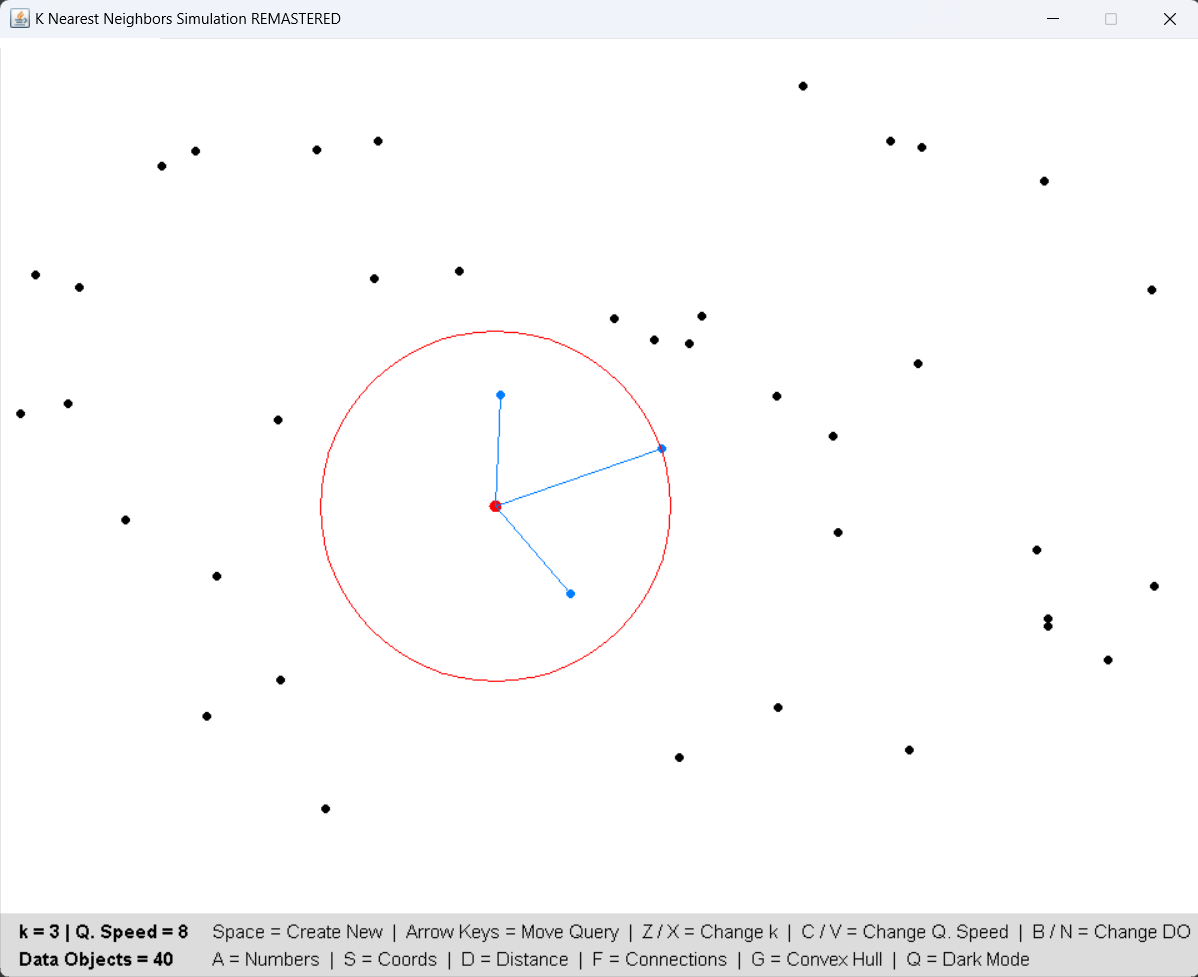 K Nearest Neighbors Simulation REMASTERED
k = 3 | Q. Speed = 8 Space = Create New | Arrow Keys = Move Query | Z / X = Change k | C / V = Change Q. Speed | B / N = Change DO
Data Objects = 40 A = Numbers | S = Coords | D = Distance | F = Connections | G = Convex Hull | Q = Dark Mode